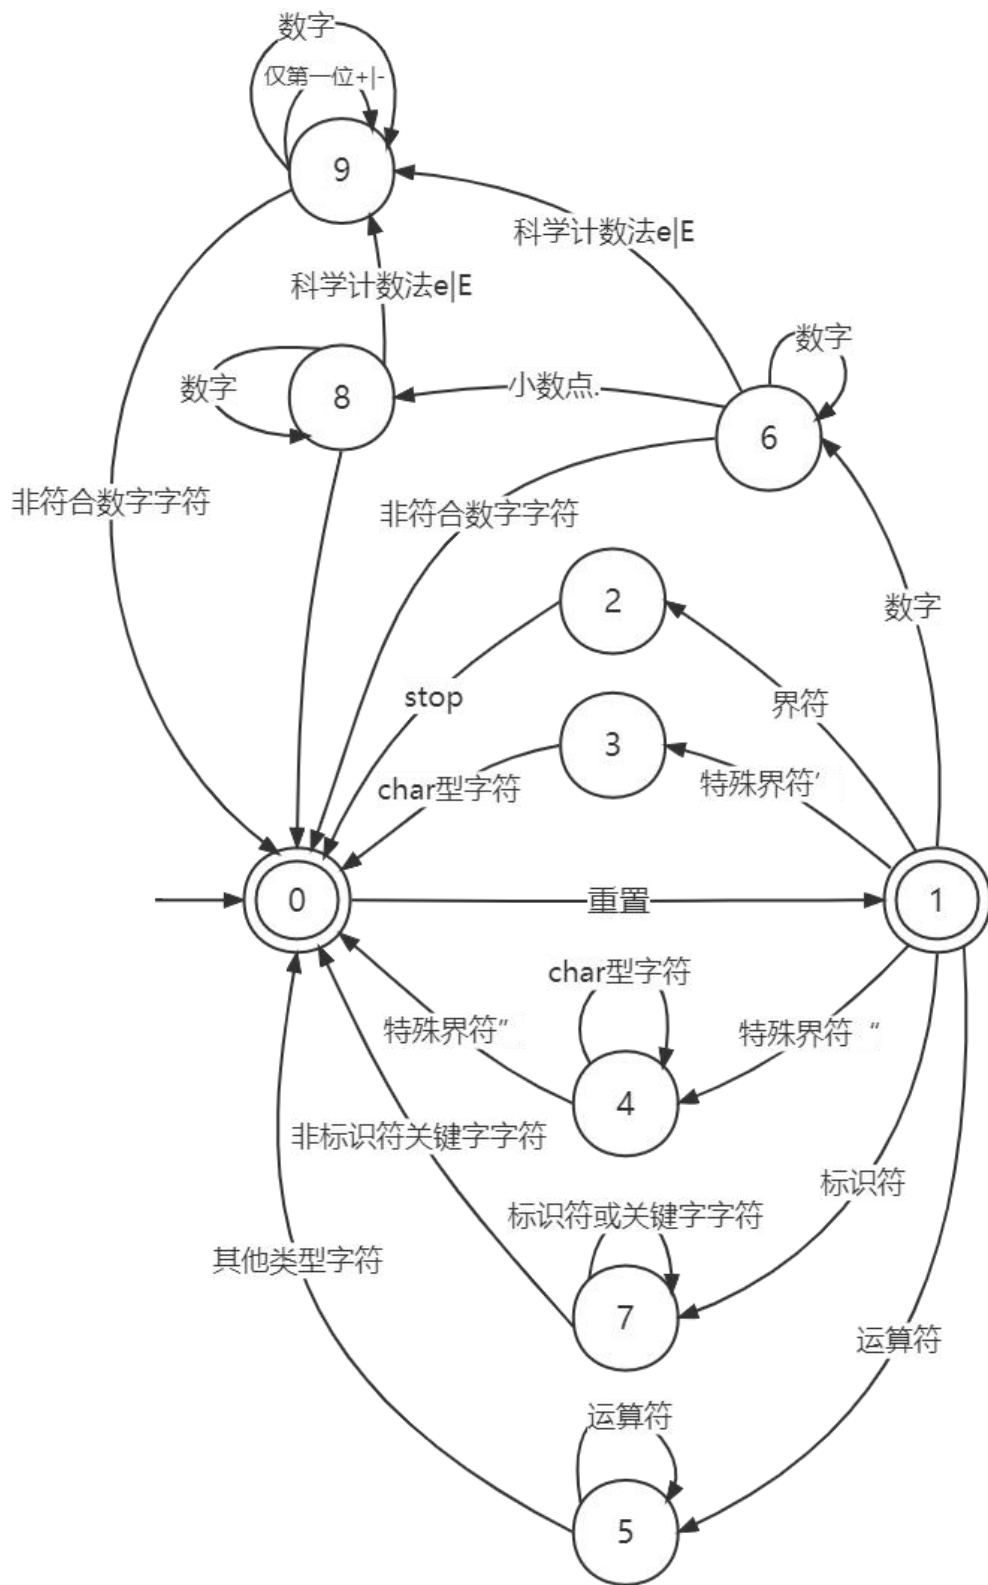 数字
仅第一位+|-
9
科学计数法e|E
科学计数法e|E
数字
小数点.
数字
8
6
非符合数字字符
非符合数字字符
2
数字
stop
界符
3
char型字符
特殊界符’
0
重置
1
char型字符
特殊界符”
特殊界符“
4
非标识符关键字字符
标识符
标识符或关键字字符
其他类型字符
7
运算符
运算符
5